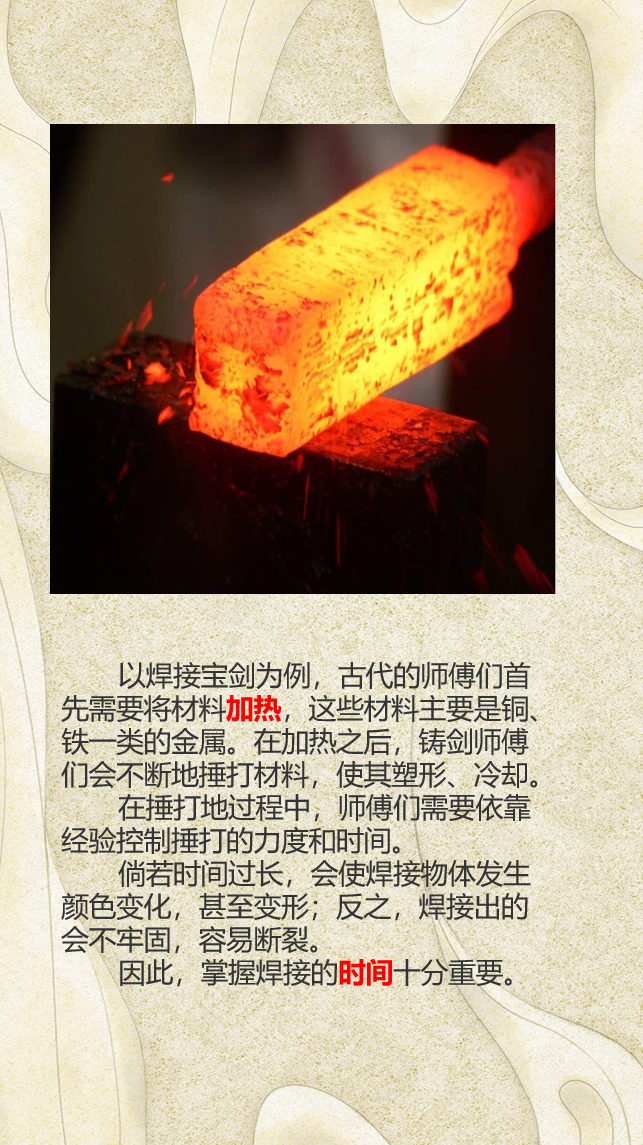 以焊接宝剑为例，古代的师傅们首
先需要将材料加热，这些材料主要是铜、
铁一类的金属。在加热之后，铸剑师傅
们会不断地捶打材料，使其塑形、冷却。
在捶打地过程中，师傅们需要依靠
经验控制捶打的力度和时间。
倘若时间过长，会使焊接物体发生
颜色变化，甚至变形；反之，焊接出的
会不牢固，容易断裂。
因此，掌握焊接的时间十分重要。